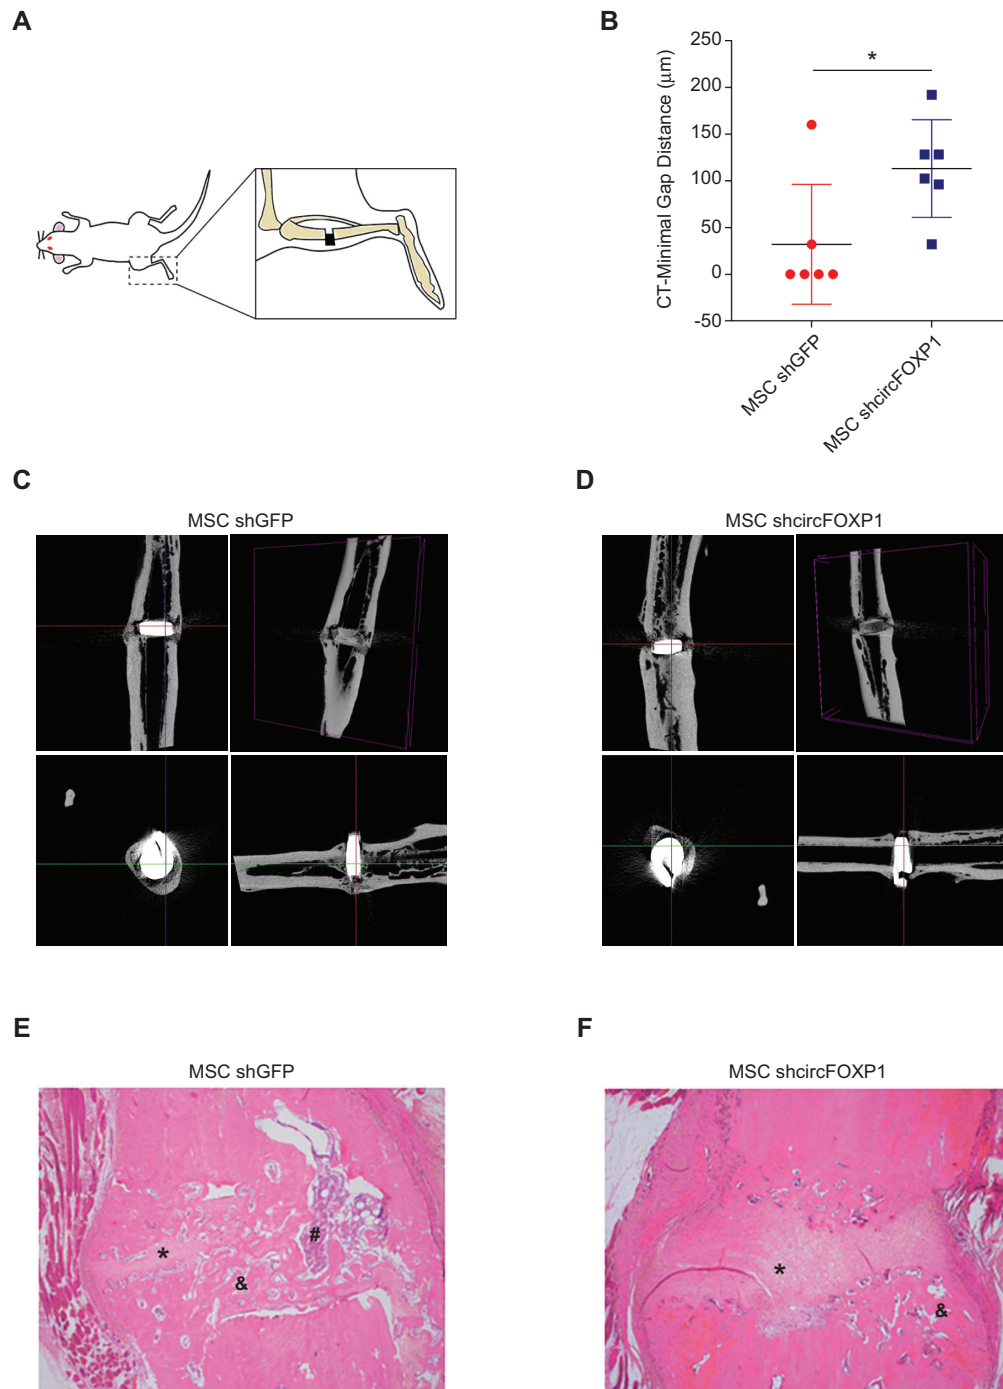 A
B
CT-Minimal Gap Distance (μm)
250
200
150
100
50
0
-50
*
MSC shGFP
MSC shcircFOXP1
C
MSC shGFP
D
MSC shcircFOXP1
E
MSC shGFP
*
#
&
F
MSC shcircFOXP1
*
&